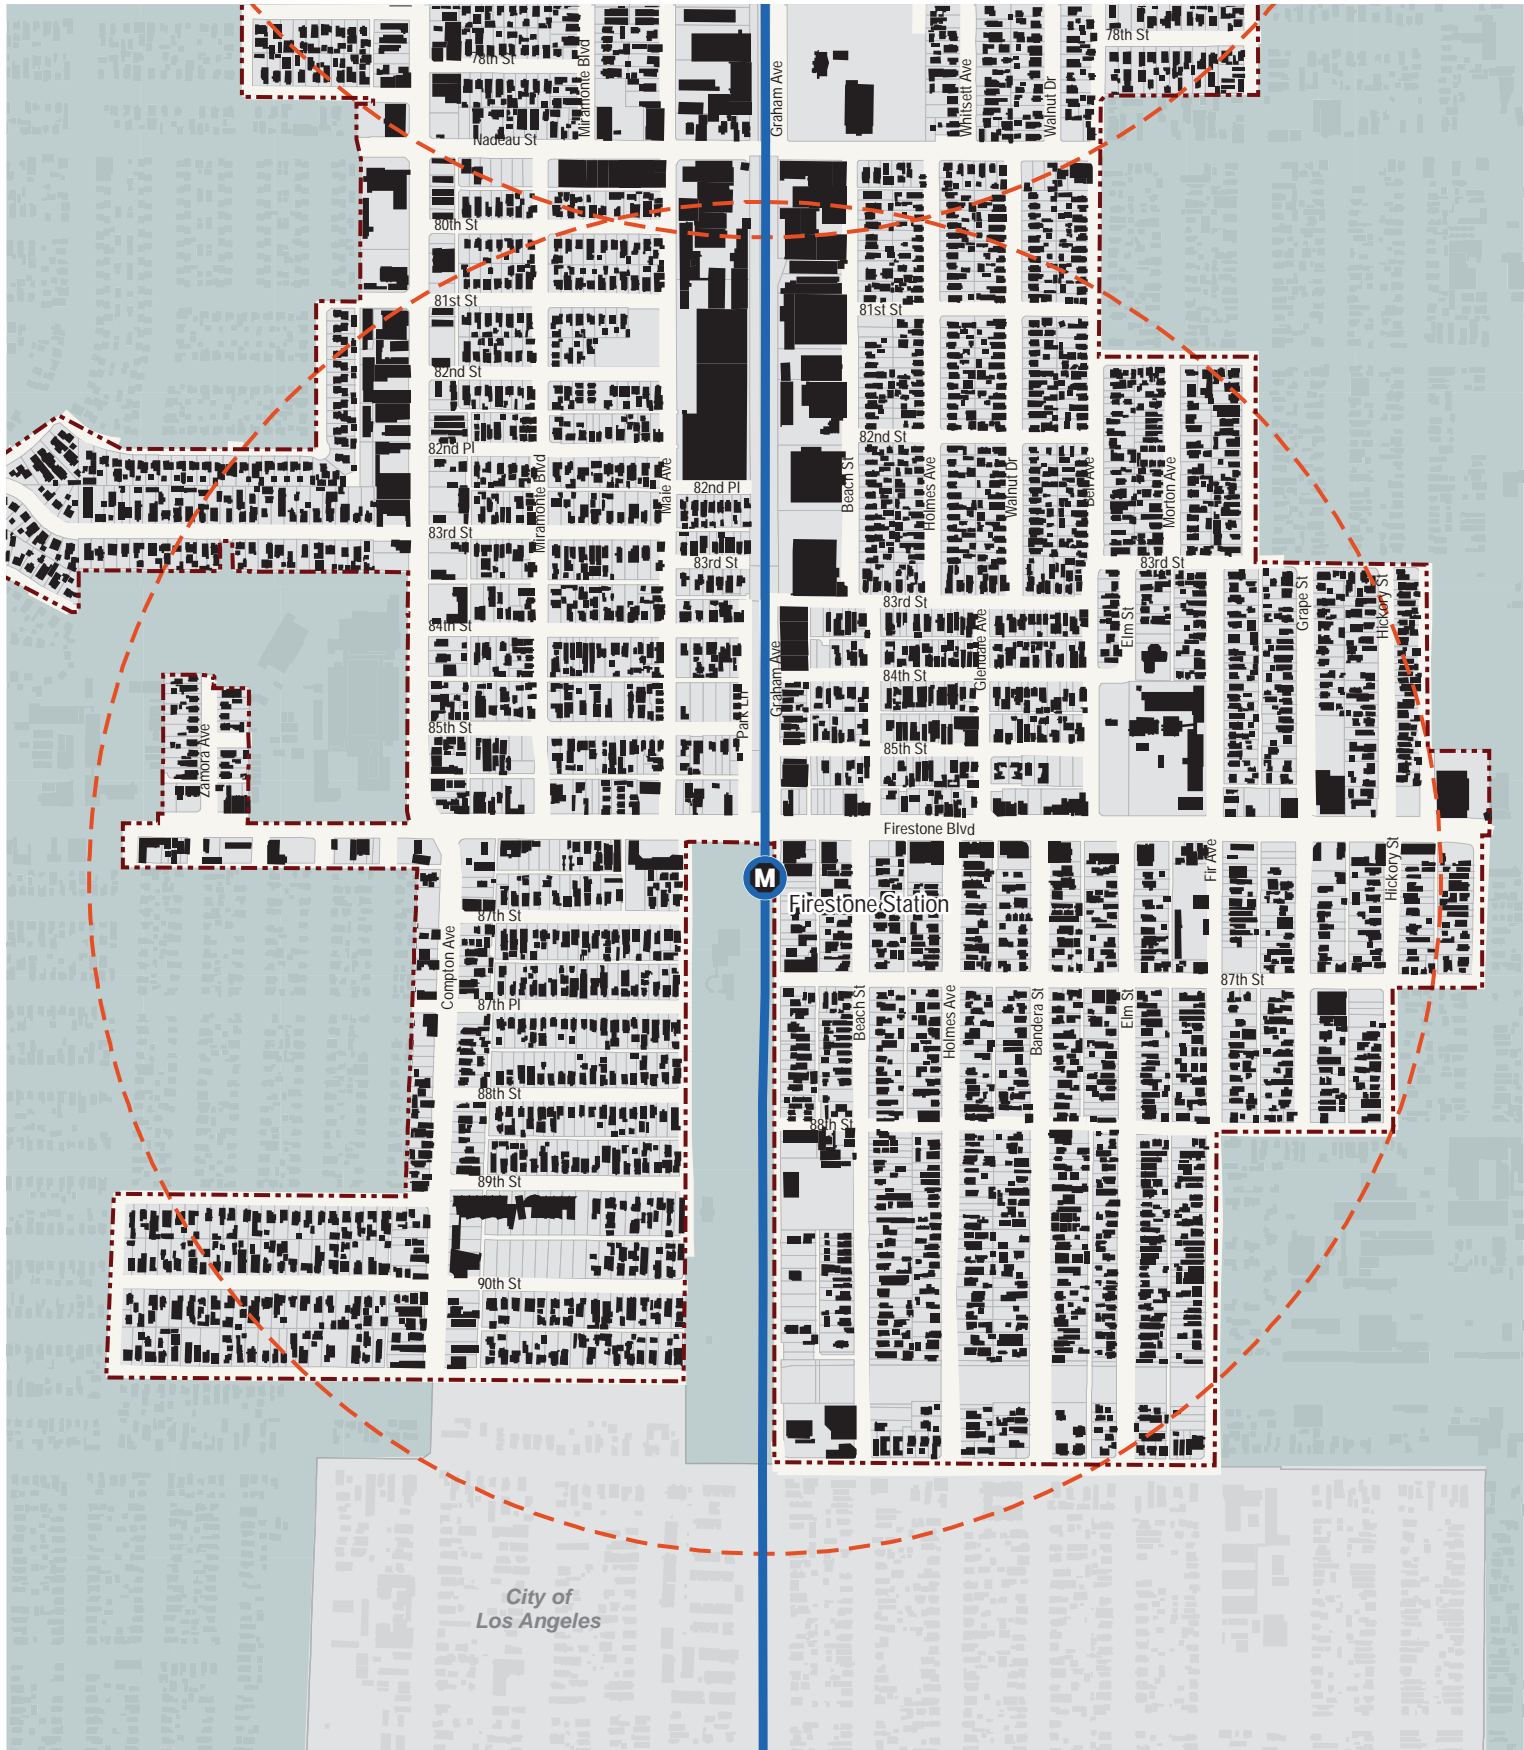 78th St
78th St
Miramonte Blvd
Graham Ave
Whitsett Ave
Walnut Dr
Nadeau St
80th St
81st St
81st St
82nd St
82nd St
82nd Pl
82nd Pl
Miramonte Blvd
Maie Ave
Beach St
Holmes Ave
Walnut Dr
Bell Ave
Morton Ave
83rd St
83rd St
83rd St
83rd St
Grape St
Hickory St
Elm St
84th St
84th St
Glendale Ave
Graham Ave
Park Ln
85th St
85th St
Zamora Ave
Firestone Blvd
Fir Ave
Hickory St
M
Firestone Station
87th St
87th St
Compton Ave
87th Pl
Beach St
Holmes Ave
Bandera St
Elm St
88th St
88th St
89th St
90th St
City of
Los Angeles